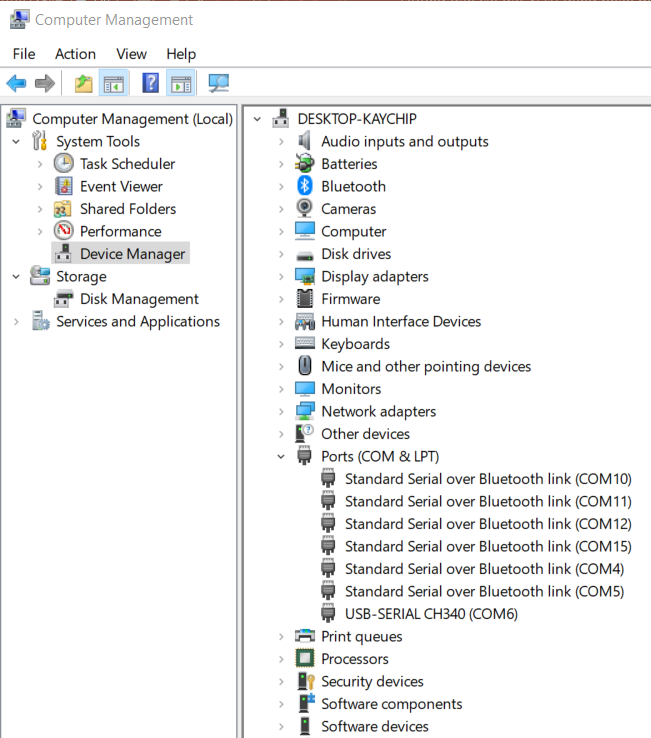 Computer Management
File Action View Help
Computer Management (Local)
System Tools
Task Scheduler
Event Viewer
Shared Folders
Performance
Device Manager
Storage
Disk Management
Services and Applications
DESKTOP-KAYCHIP
Audio inputs and outputs
Batteries
Bluetooth
Cameras
Computer
Disk drives
Display adapters
Firmware
Human Interface Devices
Keyboards
Mice and other pointing devices
Monitors
Network adapters
Other devices
Ports (COM & LPT)
Standard Serial over Bluetooth link (COM10)
Standard Serial over Bluetooth link (COM11)
Standard Serial over Bluetooth link (COM12)
Standard Serial over Bluetooth link (COM15)
Standard Serial over Bluetooth link (COM4)
Standard Serial over Bluetooth link (COM5)
USB-SERIAL CH340 (COM6)
Print queues
Processors
Security devices
Software components
Software devices